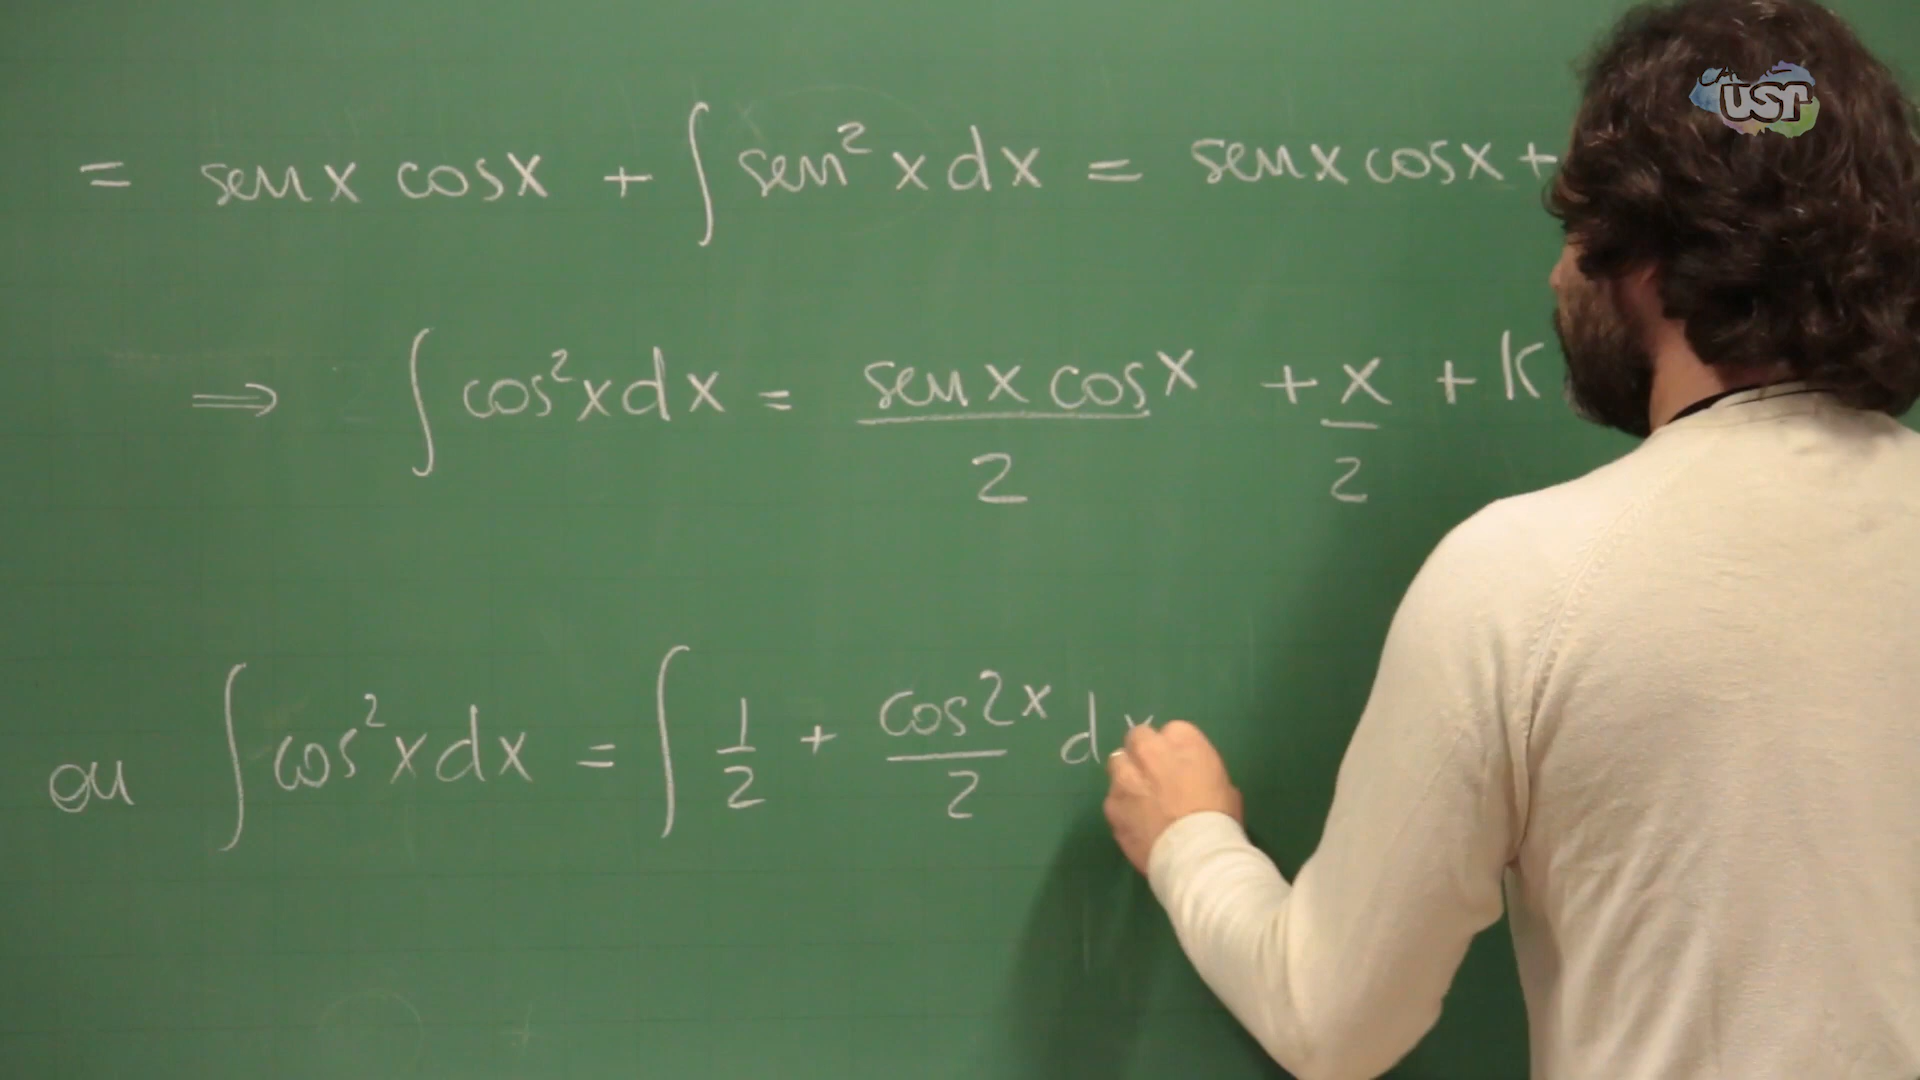 CANAL
USP
= sen x cos x + ∫ sen² x dx = sen x cos x +
⟹ ∫ cos² x dx = sen x cos x / 2 + x / 2 + K
ou ∫ cos² x dx = ∫ 1/2 + cos 2x / 2 dx